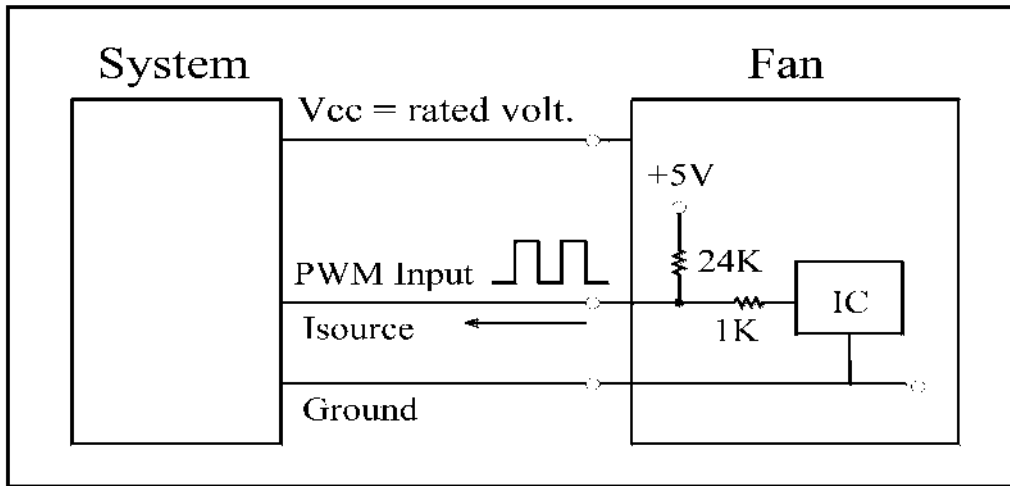 System
Fan
Vcc = rated volt.
+5V
24K
PWM Input
IC
1K
Isource
Ground